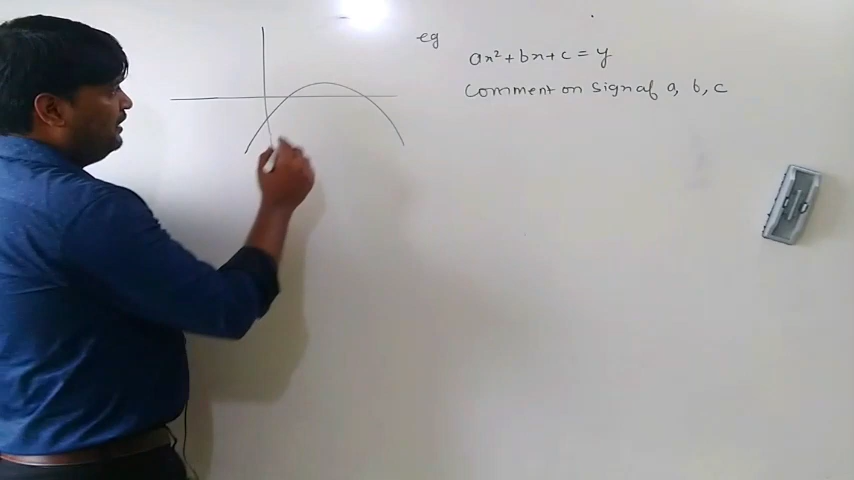 eg
ax²+bx+c = y
Comment on sign of a, b, c